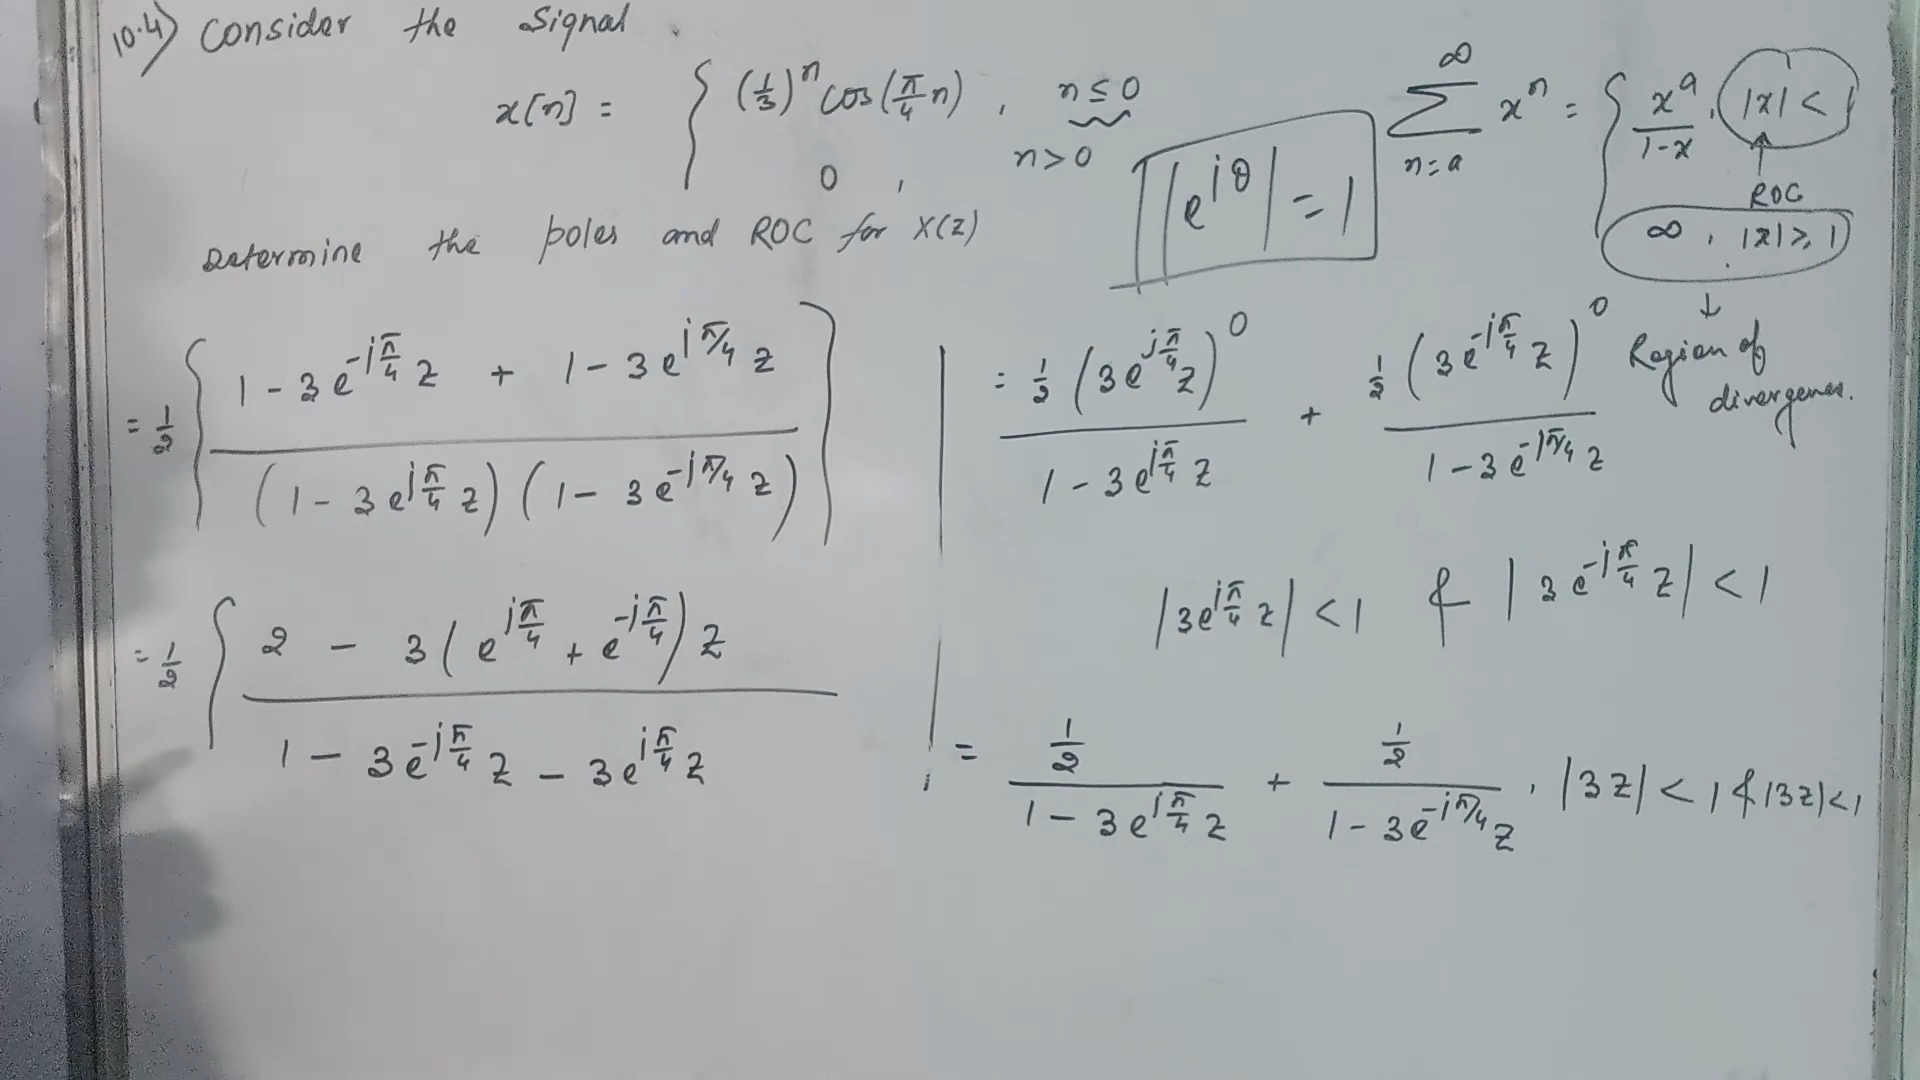 10.4) Consider the Signal
x[n] = { (1/3)^n cos(π/4 n) , n ≤ 0
0 , n > 0
Determine the poles and ROC for X(z)
|e^{jθ}| = 1
∑_{n=a}^{∞} x^n = { x^a/(1-x) , |x| < 1
ROC
∞ , |x| ≥ 1
↓
Region of
divergence.
= 1/2 { (1 - 3e^{-jπ/4} z + 1 - 3e^{jπ/4} z) / ((1 - 3e^{jπ/4} z)(1 - 3e^{-jπ/4} z)) }
= 1/2 { (2 - 3(e^{jπ/4} + e^{-jπ/4}) z) / (1 - 3e^{-jπ/4} z - 3e^{jπ/4} z)
= 1/2 (3e^{jπ/4} z)^0 / (1 - 3e^{jπ/4} z) + 1/2 (3e^{-jπ/4} z)^0 / (1 - 3e^{-jπ/4} z)
|3e^{jπ/4} z| < 1 & |3e^{-jπ/4} z| < 1
= (1/2) / (1 - 3e^{jπ/4} z) + (1/2) / (1 - 3e^{-jπ/4} z) , |3z| < 1 & |3z| < 1